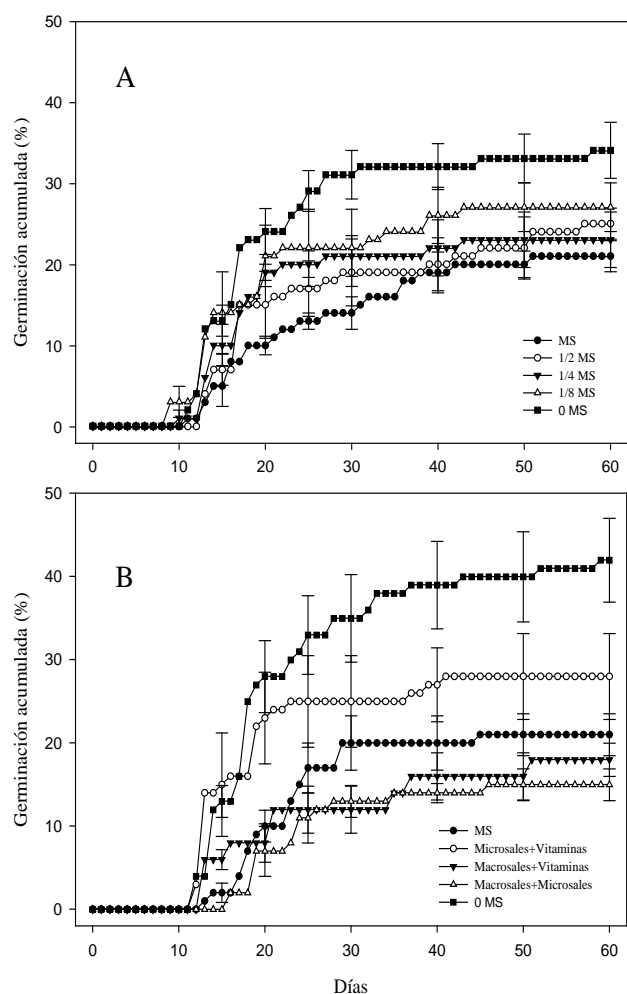 50
40
30
20
10
0
Germinación acumulada (%)
A
MS
1/2 MS
1/4 MS
1/8 MS
0 MS
0 10 20 30 40 50 60
50
40
30
20
10
0
Germinación acumulada (%)
B
MS
Microsales+Vitaminas
Macrosales+Vitaminas
Macrosales+Microsales
0 MS
0 10 20 30 40 50 60
Días